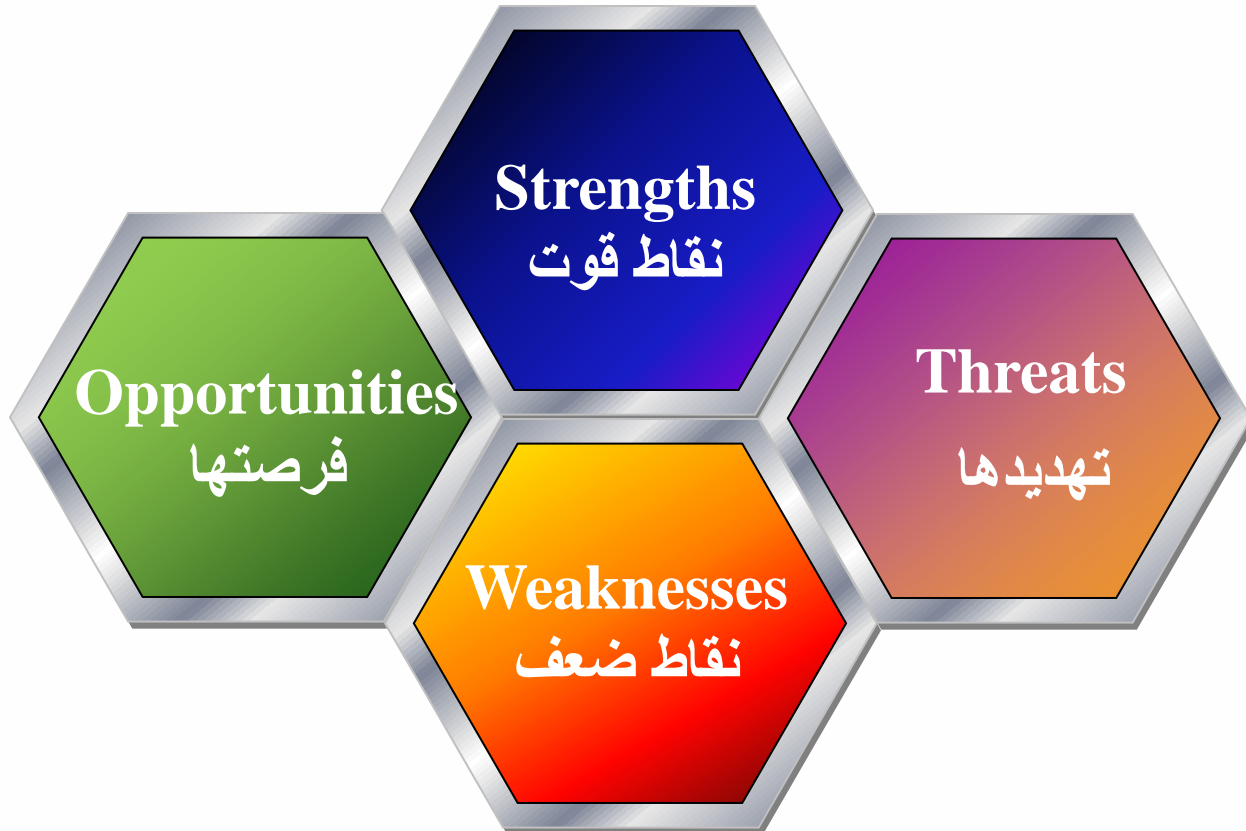 Strengths
نقاط قوت
Opportunities
فرصتها
Threats
تهدیدها
Weaknesses
نقاط ضعف